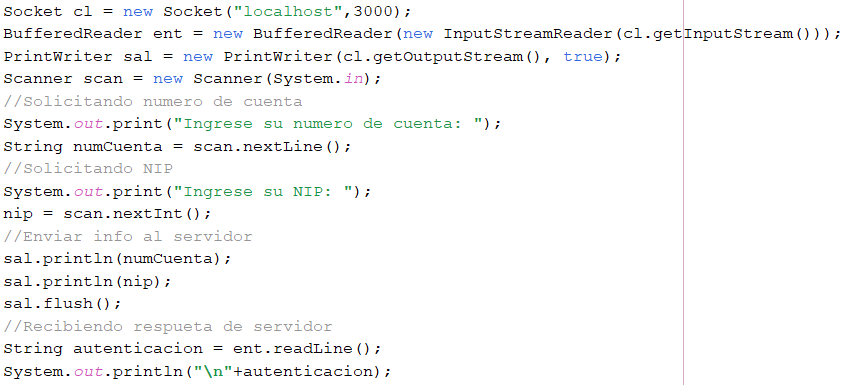 Socket cl = new Socket("localhost",3000);
BufferedReader ent = new BufferedReader(new InputStreamReader(cl.getInputStream()));
PrintWriter sal = new PrintWriter(cl.getOutputStream(), true);
Scanner scan = new Scanner(System.in);
//Solicitando numero de cuenta
System.out.print("Ingrese su numero de cuenta: ");
String numCuenta = scan.nextLine();
//Solicitando NIP
System.out.print("Ingrese su NIP: ");
nip = scan.nextInt();
//Enviar info al servidor
sal.println(numCuenta);
sal.println(nip);
sal.flush();
//Recibiendo respueta de servidor
String autenticacion = ent.readLine();
System.out.println("\n"+autenticacion);